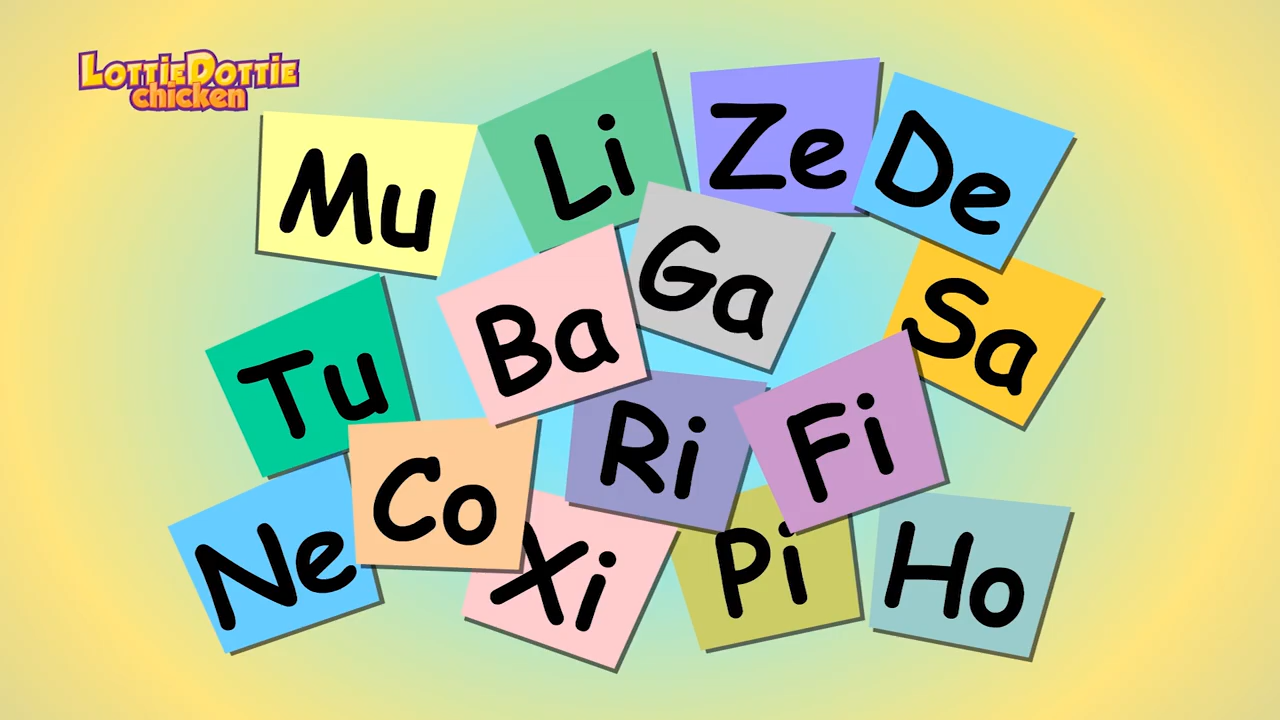 LottieDottie
chicken
Mu
Li
Ze
De
Ga
Sa
Ba
Tu
Ri
Fi
Co
Ne
Xi
Pi
Ho